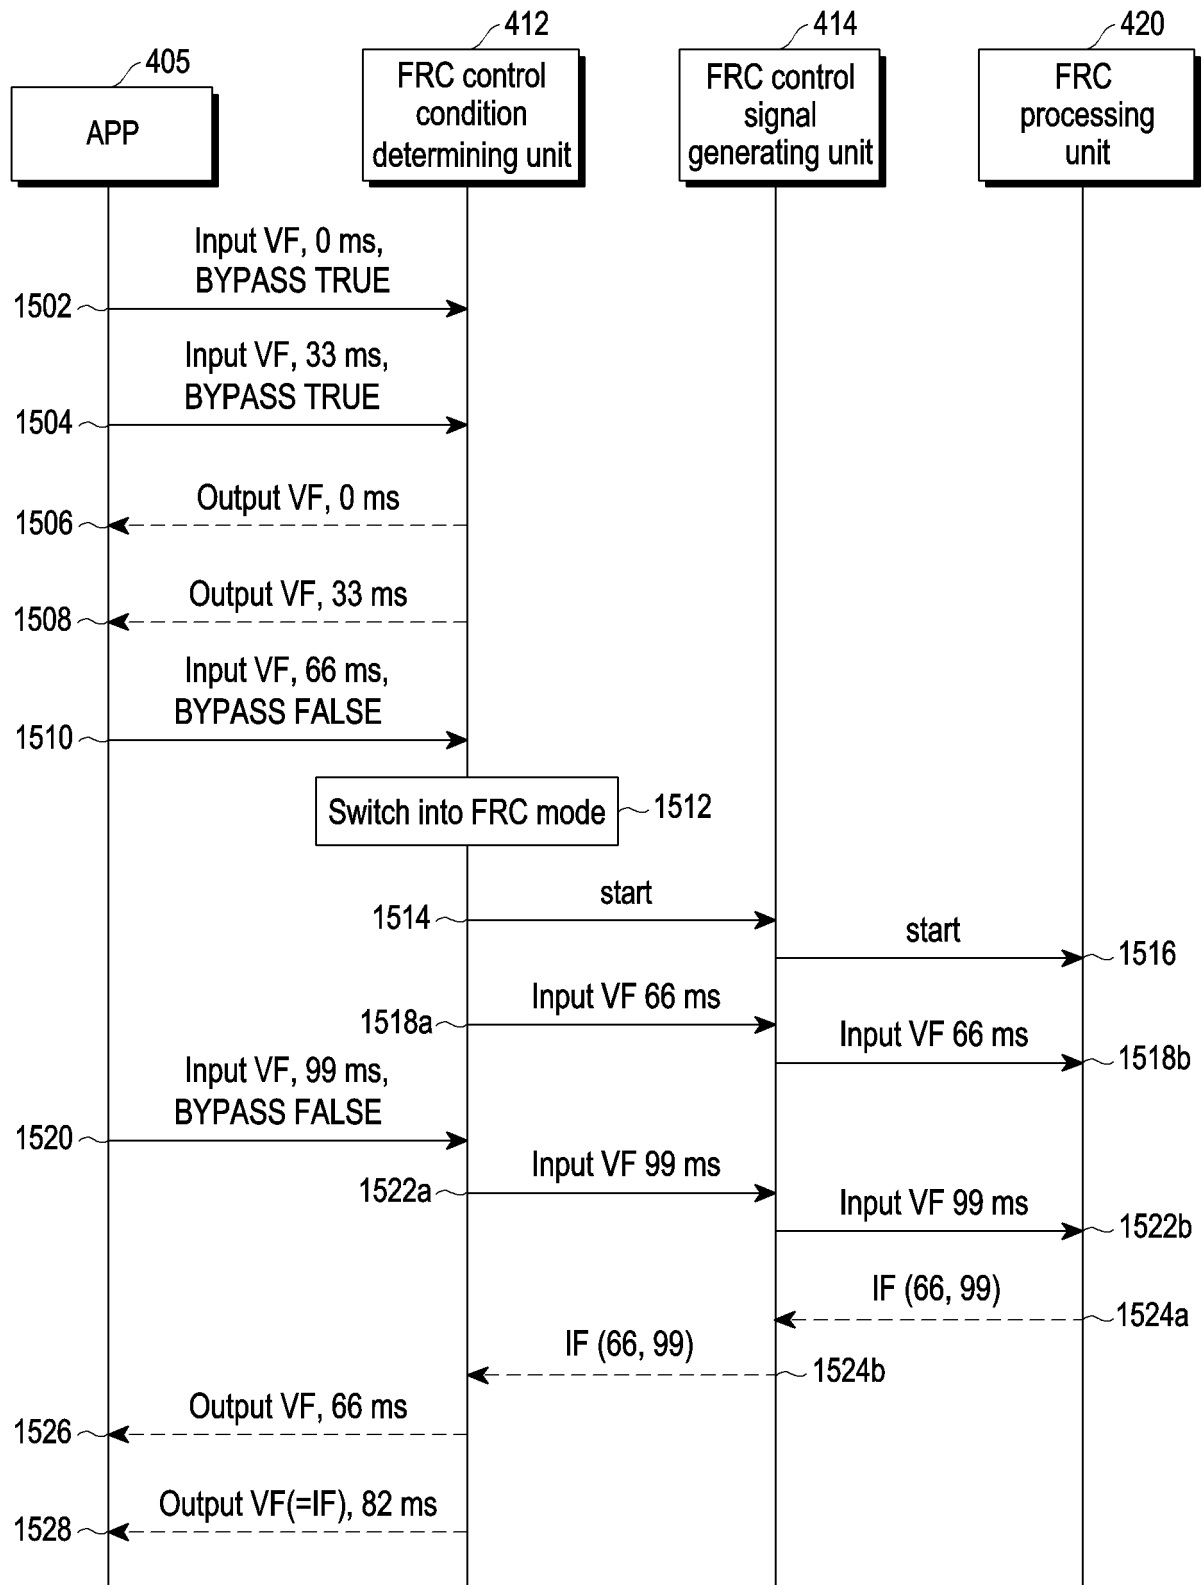 405
412
414
420
APP
FRC control
condition
determining unit
FRC control
signal
generating unit
FRC
processing
unit
Input VF, 0 ms,
BYPASS TRUE
1502
Input VF, 33 ms,
BYPASS TRUE
1504
Output VF, 0 ms
1506
Output VF, 33 ms
1508
Input VF, 66 ms,
BYPASS FALSE
1510
Switch into FRC mode
1512
start
1514
start
1516
Input VF 66 ms
1518a
Input VF 66 ms
1518b
Input VF, 99 ms,
BYPASS FALSE
1520
Input VF 99 ms
1522a
Input VF 99 ms
1522b
IF (66, 99)
1524a
IF (66, 99)
1524b
Output VF, 66 ms
1526
Output VF(=IF), 82 ms
1528